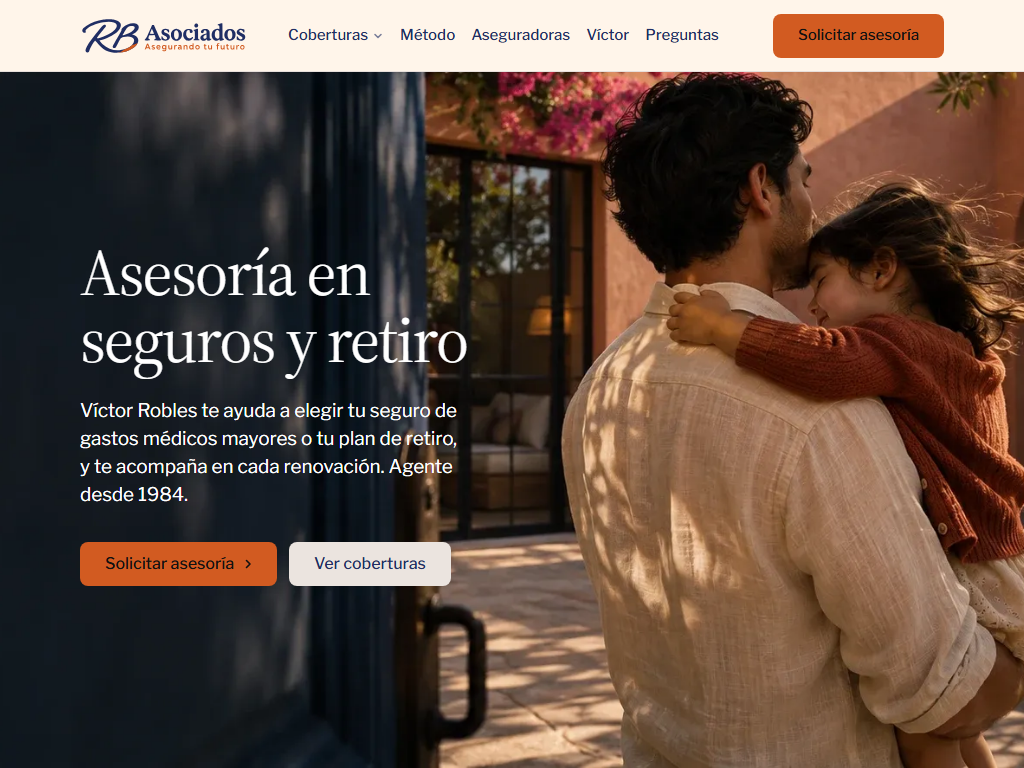 RB Asociados
Asegurando tu futuro
Coberturas
Método
Aseguradoras
Víctor
Preguntas
Solicitar asesoría
Asesoría en
seguros y retiro
Víctor Robles te ayuda a elegir tu seguro de
gastos médicos mayores o tu plan de retiro,
y te acompaña en cada renovación. Agente
desde 1984.
Solicitar asesoría
Ver coberturas